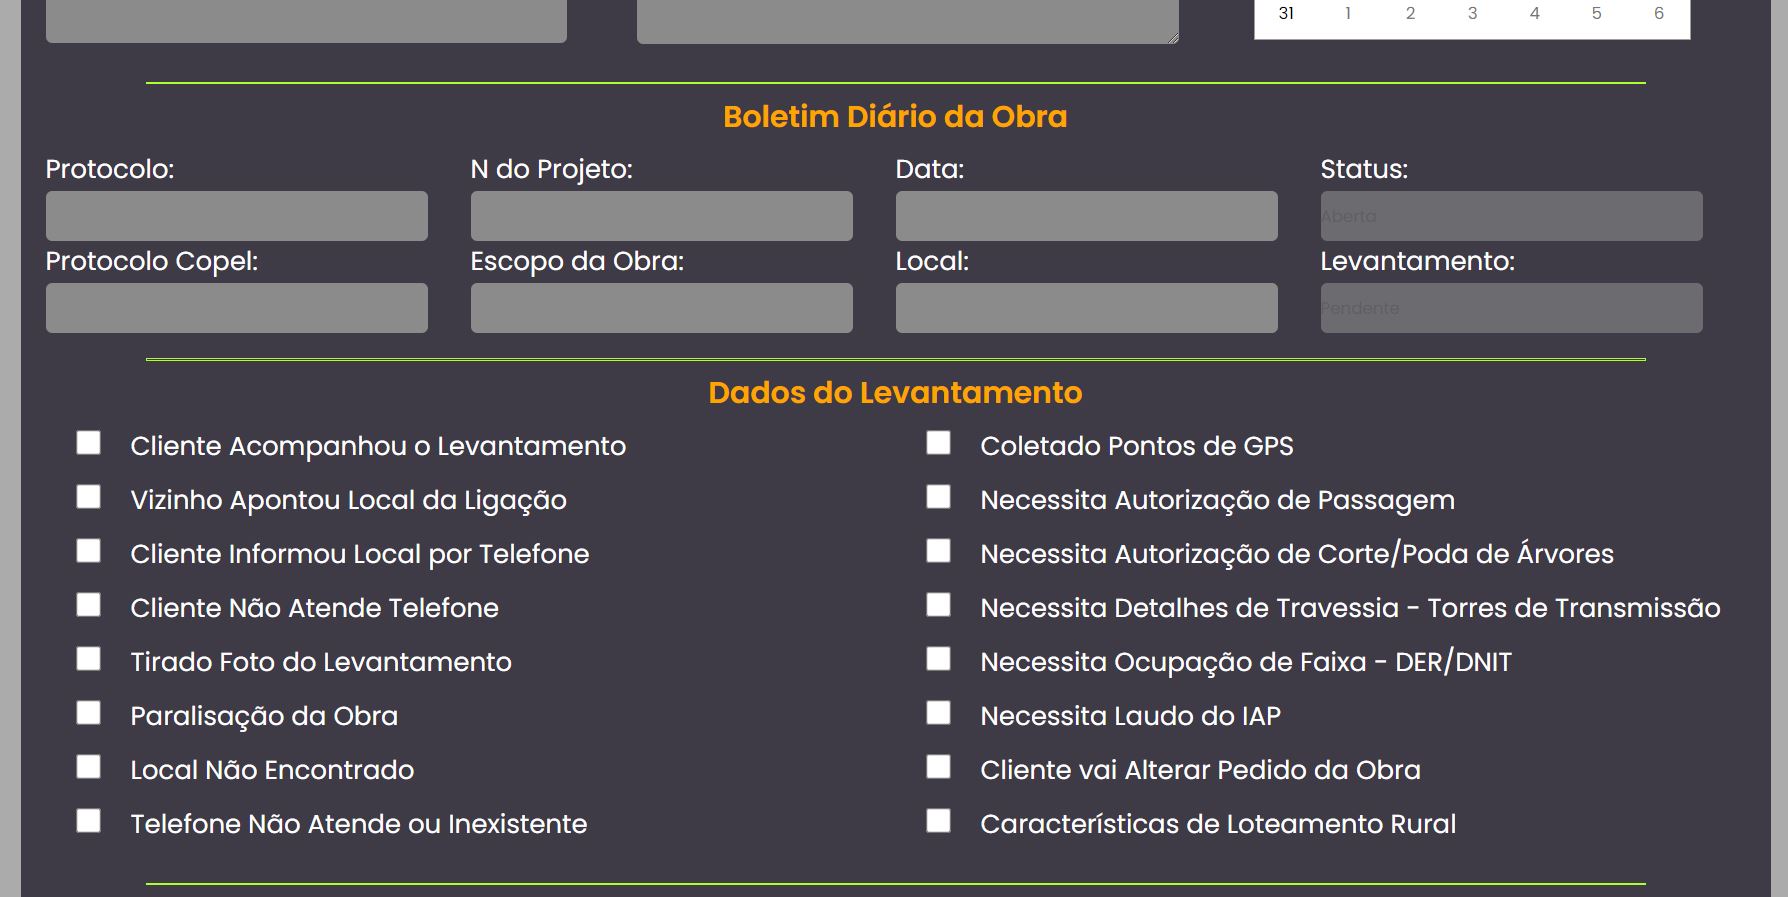 31 1 2 3 4 5 6
Boletim Diário da Obra
Protocolo: N do Projeto: Data: Status:
Aberta
Protocolo Copel: Escopo da Obra: Local: Levantamento:
Pendente
Dados do Levantamento
Cliente Acompanhou o Levantamento
Vizinho Apontou Local da Ligação
Cliente Informou Local por Telefone
Cliente Não Atende Telefone
Tirado Foto do Levantamento
Paralisação da Obra
Local Não Encontrado
Telefone Não Atende ou Inexistente
Coletado Pontos de GPS
Necessita Autorização de Passagem
Necessita Autorização de Corte/Poda de Árvores
Necessita Detalhes de Travessia - Torres de Transmissão
Necessita Ocupação de Faixa - DER/DNIT
Necessita Laudo do IAP
Cliente vai Alterar Pedido da Obra
Características de Loteamento Rural